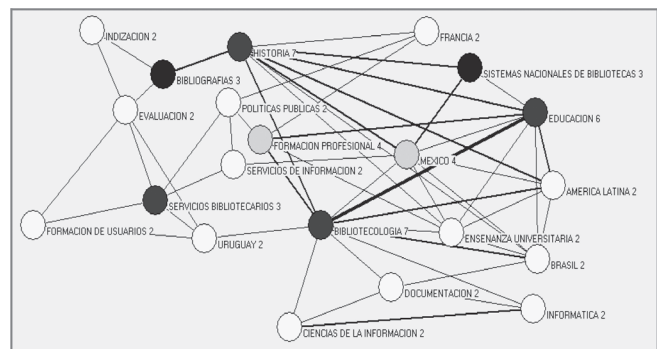 INDIZACION 2
HISTORIA 7
FRANCIA 2
BIBLIOGRAFIAS 3
SISTEMAS NACIONALES DE BIBLIOTECAS 3
EVALUACION 2
POLITICAS PUBLICAS 2
EDUCACION 6
FORMACION PROFESIONAL 4
MEXICO 4
SERVICIOS DE INFORMACION 2
AMERICA LATINA 2
SERVICIOS BIBLIOTECARIOS 3
FORMACION DE USUARIOS 2
URUGUAY 2
BIBLIOTECOLOGIA 7
ENSENANZA UNIVERSITARIA 2
BRASIL 2
DOCUMENTACION 2
INFORMATICA 2
CIENCIAS DE LA INFORMACION 2